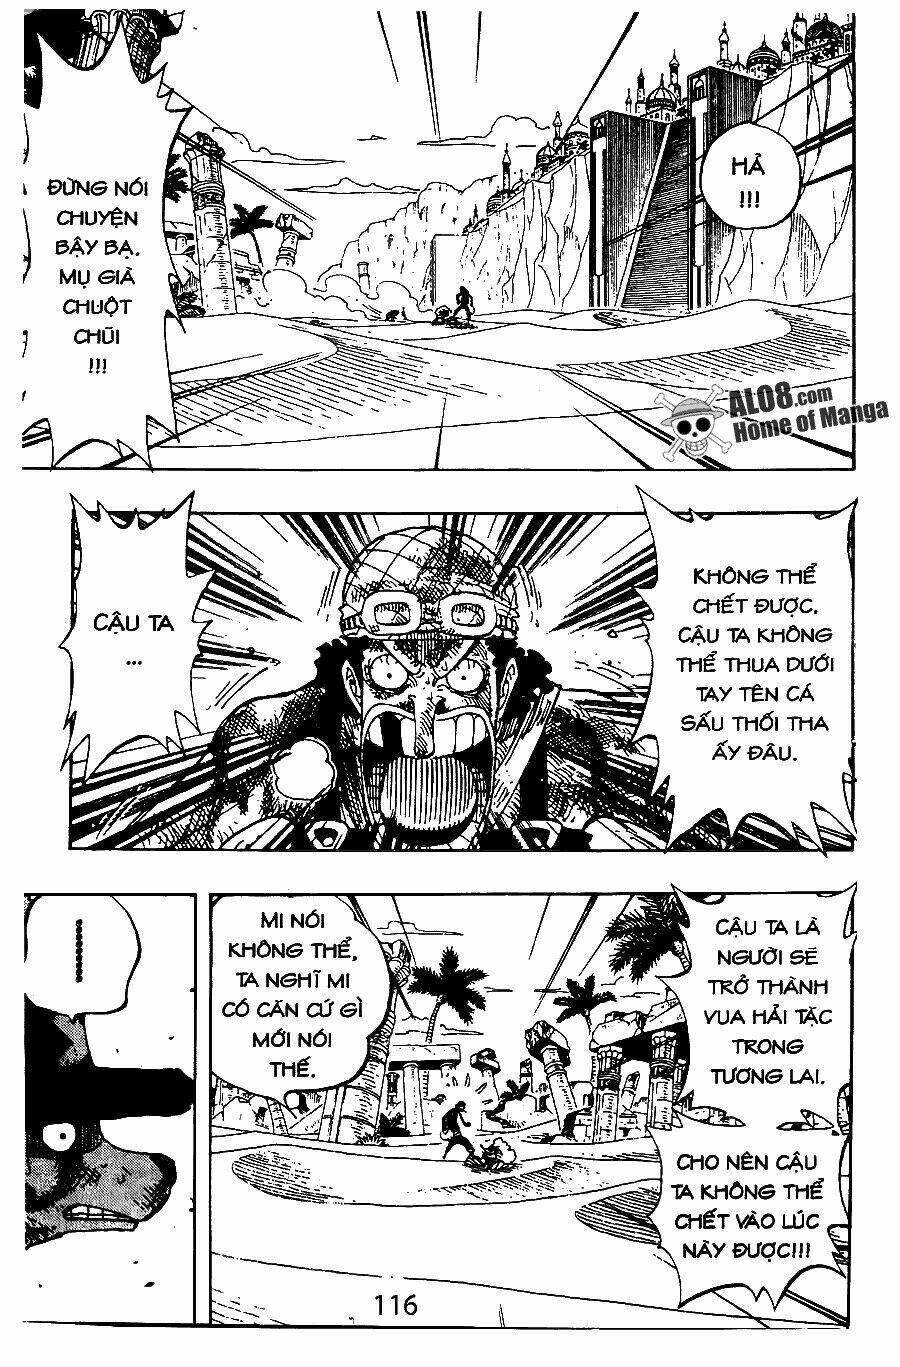 HẢ
!!!
ĐỪNG NÓI
CHUYỆN
BẬY BẠ,
MỤ GIÀ
CHUỘT
CHŨI
!!!
AL08.com
Home of Manga
KHÔNG THỂ
CHẾT ĐƯỢC.
CẬU TA KHÔNG
THỂ THUA DƯỚI
TAY TÊN CÁ
SẤU THỐI THA
ẤY ĐÂU.
CẬU TA
...
CẬU TA LÀ
NGƯỜI SẼ
TRỞ THÀNH
VUA HẢI TẶC
TRONG
TƯƠNG LAI.
CHO NÊN CẬU
TA KHÔNG THỂ
CHẾT VÀO LÚC
NÀY ĐƯỢC!!!
MI NÓI
KHÔNG THỂ,
TA NGHĨ MI
CÓ CĂN CỨ GÌ
MỚI NÓI
THẾ.
.........
116